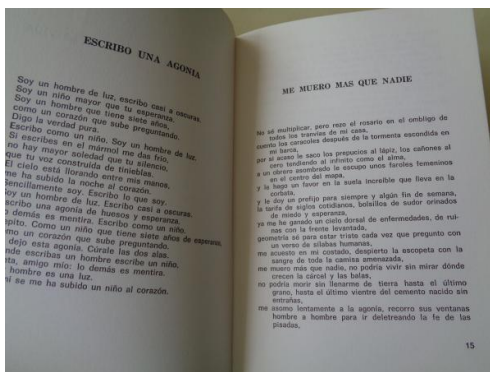 ESCRIBO UNA AGONIA
Soy un hombre de luz, escribo casi a oscuras.
Soy un niño mayor que tu esperanza.
Soy un hombre que tiene siete años,
como un corazón que sube preguntando.
Digo la verdad pura.
Escribo como un niño. Soy un hombre de luz.
Si escribes en el mármol me das frío,
no hay mayor soledad que tu silencio,
que tu voz construida de tinieblas.
El cielo está llorando entre mis manos,
me ha subido la noche al corazón.
Sencillamente soy. Escribo lo que soy.
Soy un hombre de luz. Escribo casi a oscuras.
escribo una agonía de huesos y esperanza.
demás es mentira. Escribo como un niño.
pito. Como un niño que tiene siete años de esperanza,
como un corazón que sube preguntando.
dejo esta agonía. Cúrale las dos alas.
ande escribas un hombre escribe un niño.
nta, amigo mío: lo demás es mentira.
hombre es una luz.
mí se me ha subido un niño al corazón.
ME MUERO MAS QUE NADIE
No sé multiplicar, pero rezo el rosario en el ombligo de
todos los tranvías de mi casa,
cuento los caracoles después de la tormenta escondida en
mi barca,
por si acaso le saco los prepucios al lápiz, los cañones al
cero tendiendo al infinito como el alma,
a un obrero asombrado le escupo unos faroles femeninos
en el centro del mapa,
y le hago un favor en la suela increíble que lleva en la
corbata,
y le doy un prefijo para siempre y algún fin de semana,
la tarifa de siglos cotidianos, bolsillos de sudor orinados
de miedo y esperanza,
ya me he ganado un cielo dorsal de enfermedades, de rui-
nas con la frente levantada,
geometría sé para estar triste cada vez que pregunto con
un verso de sílabas humanas,
me acuesto en mi costado, despierto la escopeta con la
sangre de toda la camisa amenazada,
me muero más que nadie, no podría vivir sin mirar dónde
crecen la cárcel y las balas,
no podría morir sin llenarme de tierra hasta el último
grano, hasta el último vientre del cemento nacido sin
entrañas,
me asomo lentamente a la agonía, recorro sus ventanas
hombre a hombre para ir deletreando la fe de las
pisadas,
15